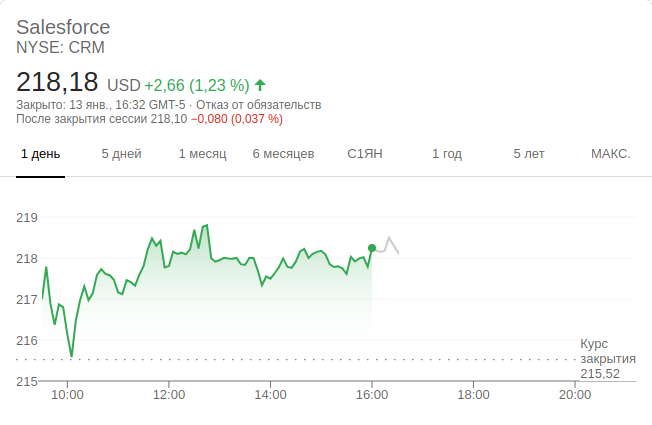 Salesforce
NYSE: CRM
218,18 USD +2,66 (1,23 %)
Закрыто: 13 янв., 16:32 GMT-5 · Отказ от обязательств
После закрытия сессии 218,10 −0,080 (0,037 %)
1 день 5 дней 1 месяц 6 месяцев С1ЯН 1 год 5 лет МАКС.
219
218
217
216
Курс
закрытия
215,52
215
10:00 12:00 14:00 16:00 18:00 20:00